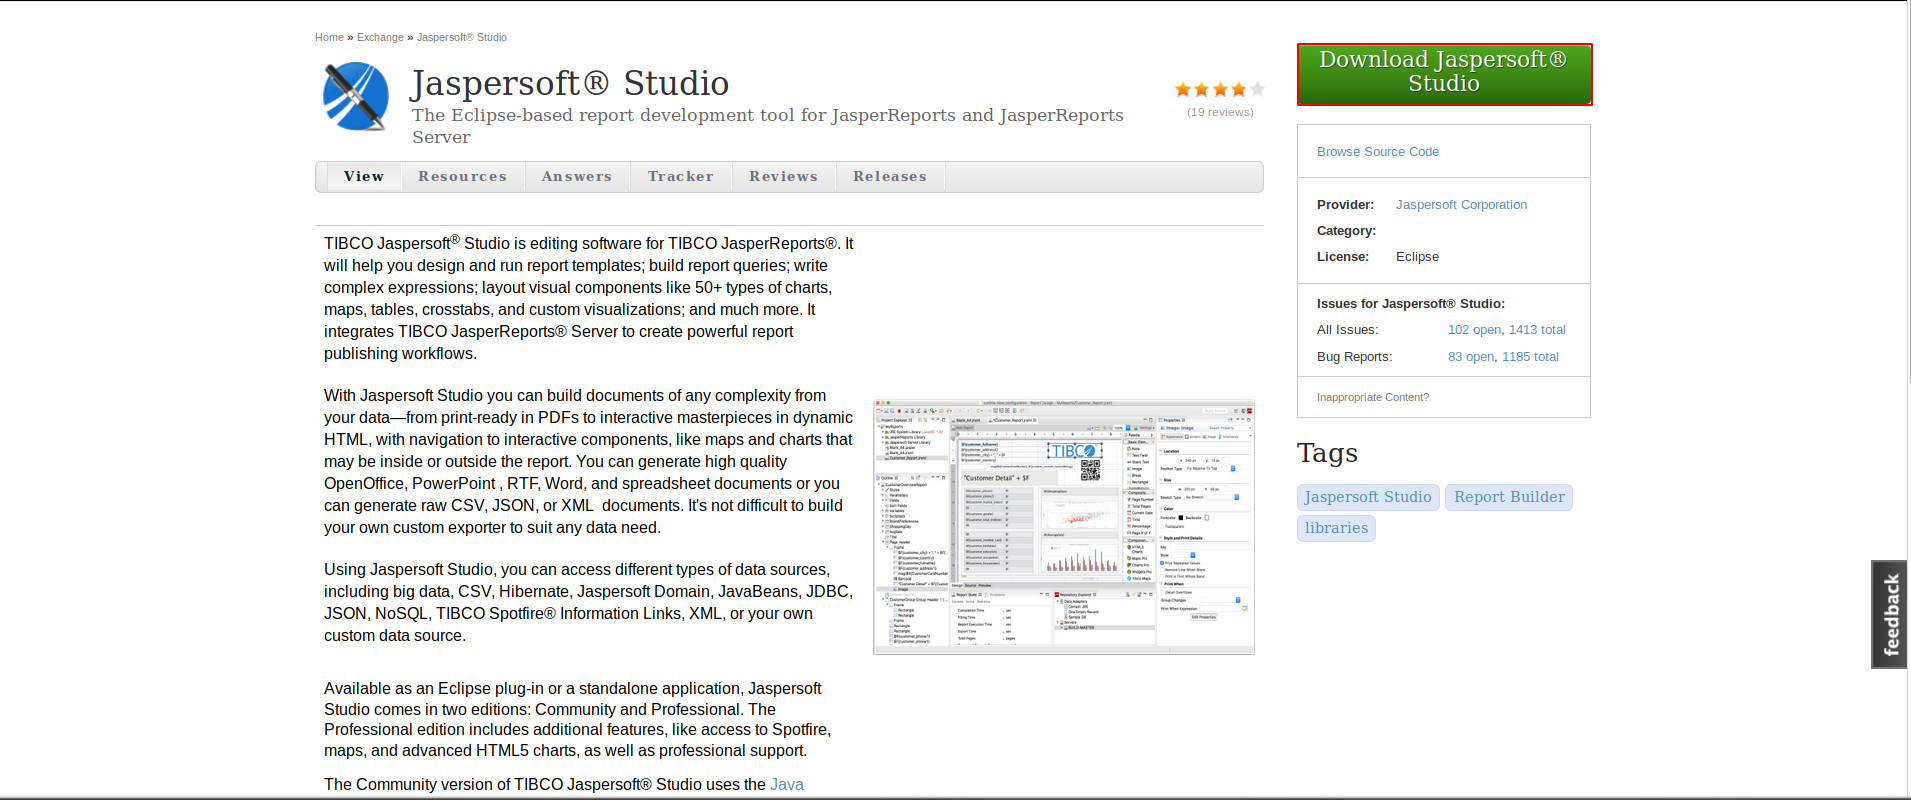 Home » Exchange » Jaspersoft® Studio
Jaspersoft® Studio
The Eclipse-based report development tool for JasperReports and JasperReports
Server
(19 reviews)
View Resources Answers Tracker Reviews Releases
TIBCO Jaspersoft® Studio is editing software for TIBCO JasperReports®. It
will help you design and run report templates; build report queries; write
complex expressions; layout visual components like 50+ types of charts,
maps, tables, crosstabs, and custom visualizations; and much more. It
integrates TIBCO JasperReports® Server to create powerful report
publishing workflows.
With Jaspersoft Studio you can build documents of any complexity from
your data—from print-ready in PDFs to interactive masterpieces in dynamic
HTML, with navigation to interactive components, like maps and charts that
may be inside or outside the report. You can generate high quality
OpenOffice, PowerPoint , RTF, Word, and spreadsheet documents or you
can generate raw CSV, JSON, or XML  documents. It's not difficult to build
your own custom exporter to suit any data need.
Using Jaspersoft Studio, you can access different types of data sources,
including big data, CSV, Hibernate, Jaspersoft Domain, JavaBeans, JDBC,
JSON, NoSQL, TIBCO Spotfire® Information Links, XML, or your own
custom data source.
Available as an Eclipse plug-in or a standalone application, Jaspersoft
Studio comes in two editions: Community and Professional. The
Professional edition includes additional features, like access to Spotfire,
maps, and advanced HTML5 charts, as well as professional support.
The Community version of TIBCO Jaspersoft® Studio uses the Java
TIBCO
"Customer Detail" + $F
Download Jaspersoft®
Studio
Browse Source Code
Provider: Jaspersoft Corporation
Category:
License: Eclipse
Issues for Jaspersoft® Studio:
All Issues: 102 open, 1413 total
Bug Reports: 83 open, 1185 total
Inappropriate Content?
Tags
Jaspersoft Studio Report Builder
libraries
feedback